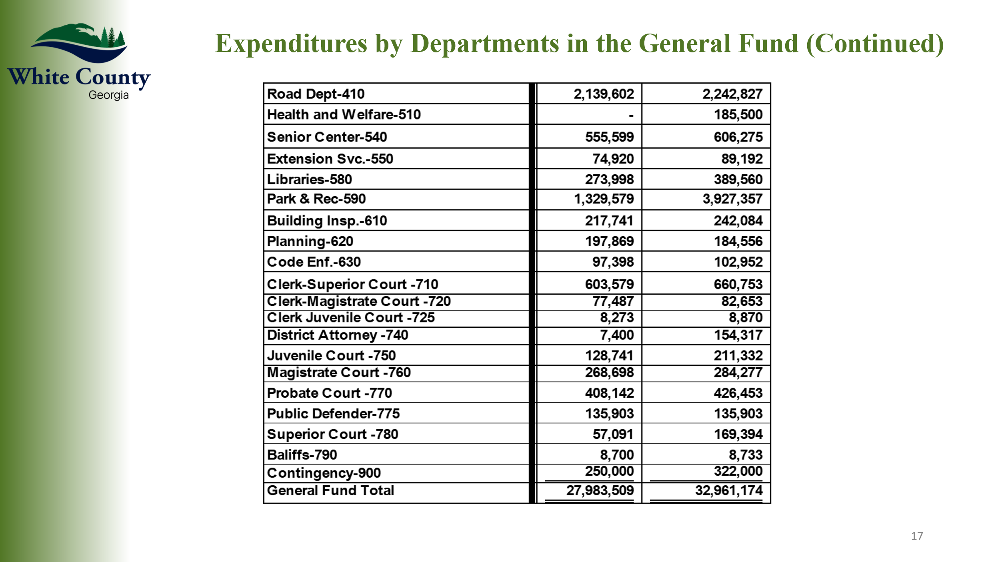 White County
Georgia
Expenditures by Departments in the General Fund (Continued)
Road Dept-410 2,139,602 2,242,827
Health and Welfare-510 - 185,500
Senior Center-540 555,599 606,275
Extension Svc.-550 74,920 89,192
Libraries-580 273,998 389,560
Park & Rec-590 1,329,579 3,927,357
Building Insp.-610 217,741 242,084
Planning-620 197,869 184,556
Code Enf.-630 97,398 102,952
Clerk-Superior Court -710 603,579 660,753
Clerk-Magistrate Court -720 77,487 82,653
Clerk Juvenile Court -725 8,273 8,870
District Attorney -740 7,400 154,317
Juvenile Court -750 128,741 211,332
Magistrate Court -760 268,698 284,277
Probate Court -770 408,142 426,453
Public Defender-775 135,903 135,903
Superior Court -780 57,091 169,394
Baliffs-790 8,700 8,733
Contingency-900 250,000 322,000
General Fund Total 27,983,509 32,961,174
17